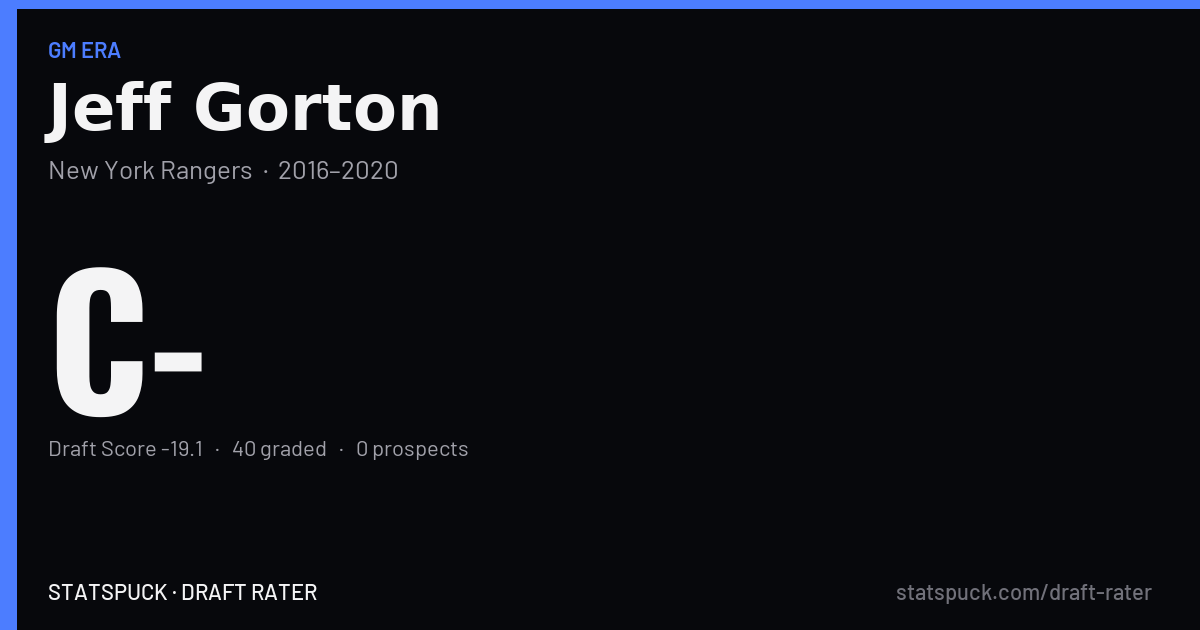 GM ERA
Jeff Gorton
New York Rangers · 2016–2020
C-
Draft Score -19.1 · 40 graded · 0 prospects
STATSPUCK · DRAFT RATER
statspuck.com/draft-rater